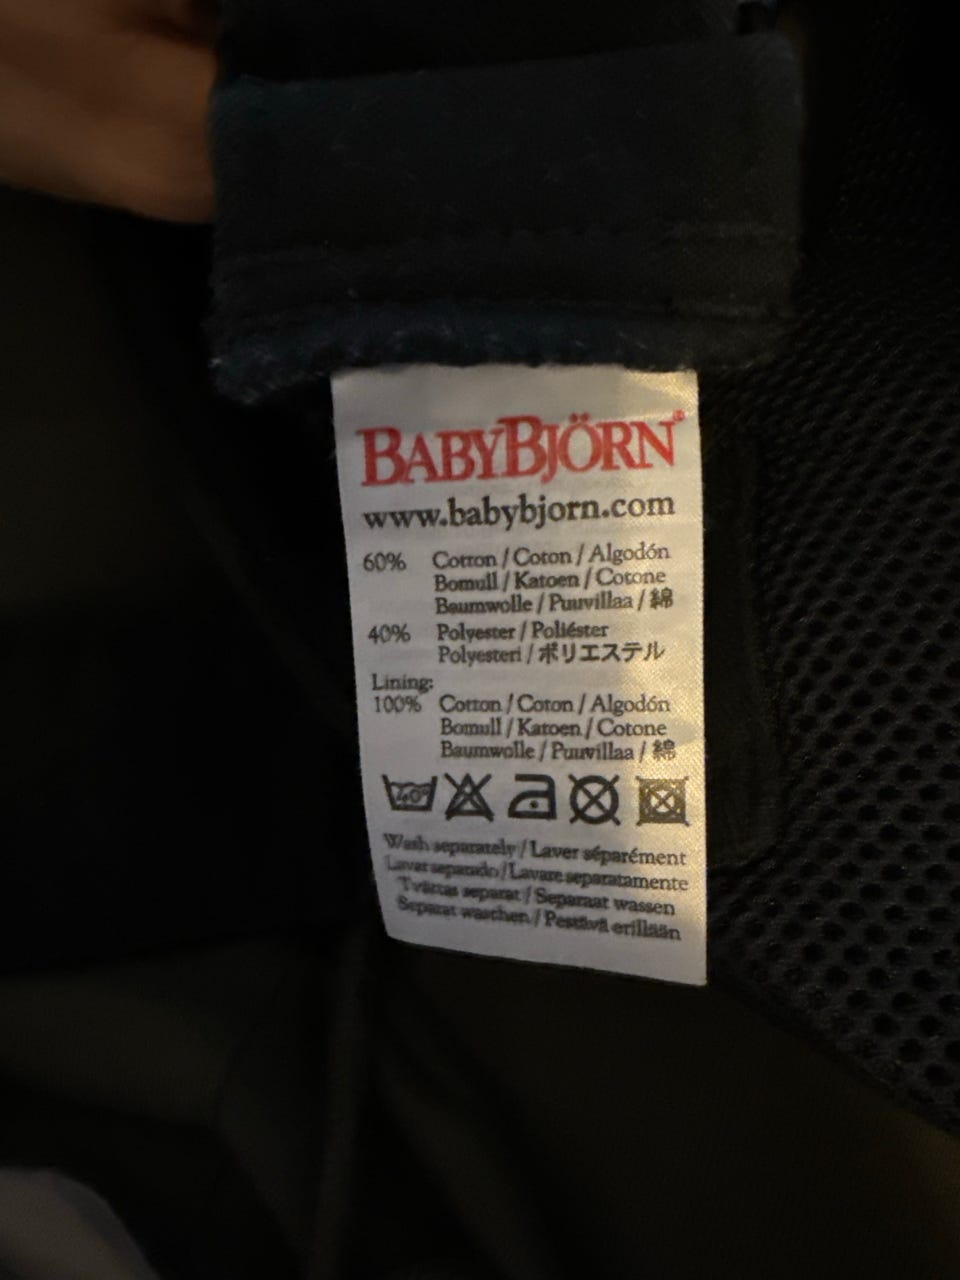 BABYBJÖRN®
www.babybjorn.com
60% Cotton / Coton / Algodón
Bomull / Katoen / Cotone
Baumwolle / Puuvillaa / 綿
40% Polyester / Poliéster
Polyesteri / ポリエステル
Lining:
100% Cotton / Coton / Algodón
Bomull / Katoen / Cotone
Baumwolle / Puuvillaa / 綿
40°
Wash separately / Laver séparément
Lavar separado / Lavare separatamente
Tvättas separat / Separaat wassen
Separat waschen / Pestävä erillään